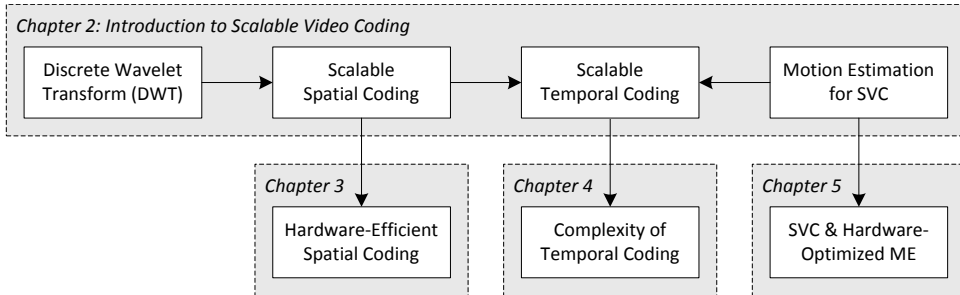 Chapter 2: Introduction to Scalable Video Coding
Discrete Wavelet
Transform (DWT)
Scalable
Spatial Coding
Scalable
Temporal Coding
Motion Estimation
for SVC
Chapter 3
Hardware-Efficient
Spatial Coding
Chapter 4
Complexity of
Temporal Coding
Chapter 5
SVC & Hardware-
Optimized ME